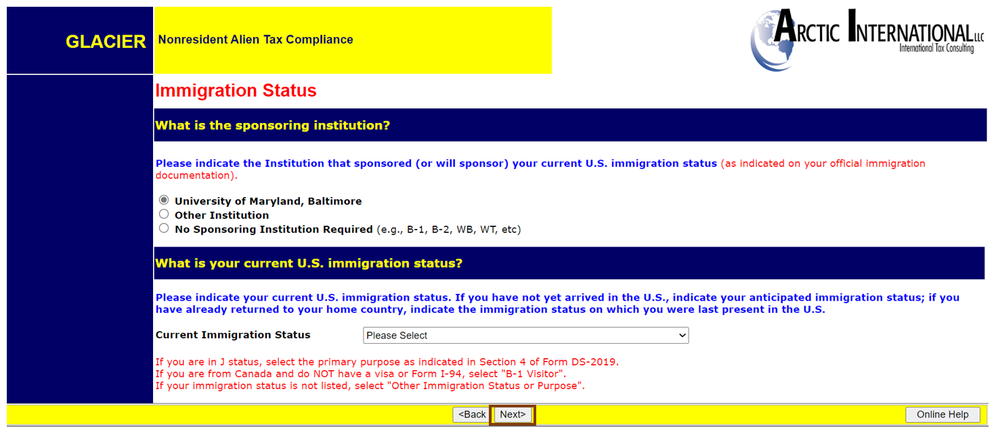 GLACIER
Nonresident Alien Tax Compliance
ARCTIC INTERNATIONAL LLC
International Tax Consulting
Immigration Status
What is the sponsoring institution?
Please indicate the Institution that sponsored (or will sponsor) your current U.S. immigration status (as indicated on your official immigration
documentation).
University of Maryland, Baltimore
Other Institution
No Sponsoring Institution Required (e.g., B-1, B-2, WB, WT, etc)
What is your current U.S. immigration status?
Please indicate your current U.S. immigration status. If you have not yet arrived in the U.S., indicate your anticipated immigration status; if you
have already returned to your home country, indicate the immigration status on which you were last present in the U.S.
Current Immigration Status Please Select
If you are in J status, select the primary purpose as indicated in Section 4 of Form DS-2019.
If you are from Canada and do NOT have a visa or Form I-94, select "B-1 Visitor".
If your immigration status is not listed, select "Other Immigration Status or Purpose".
<Back Next> Online Help